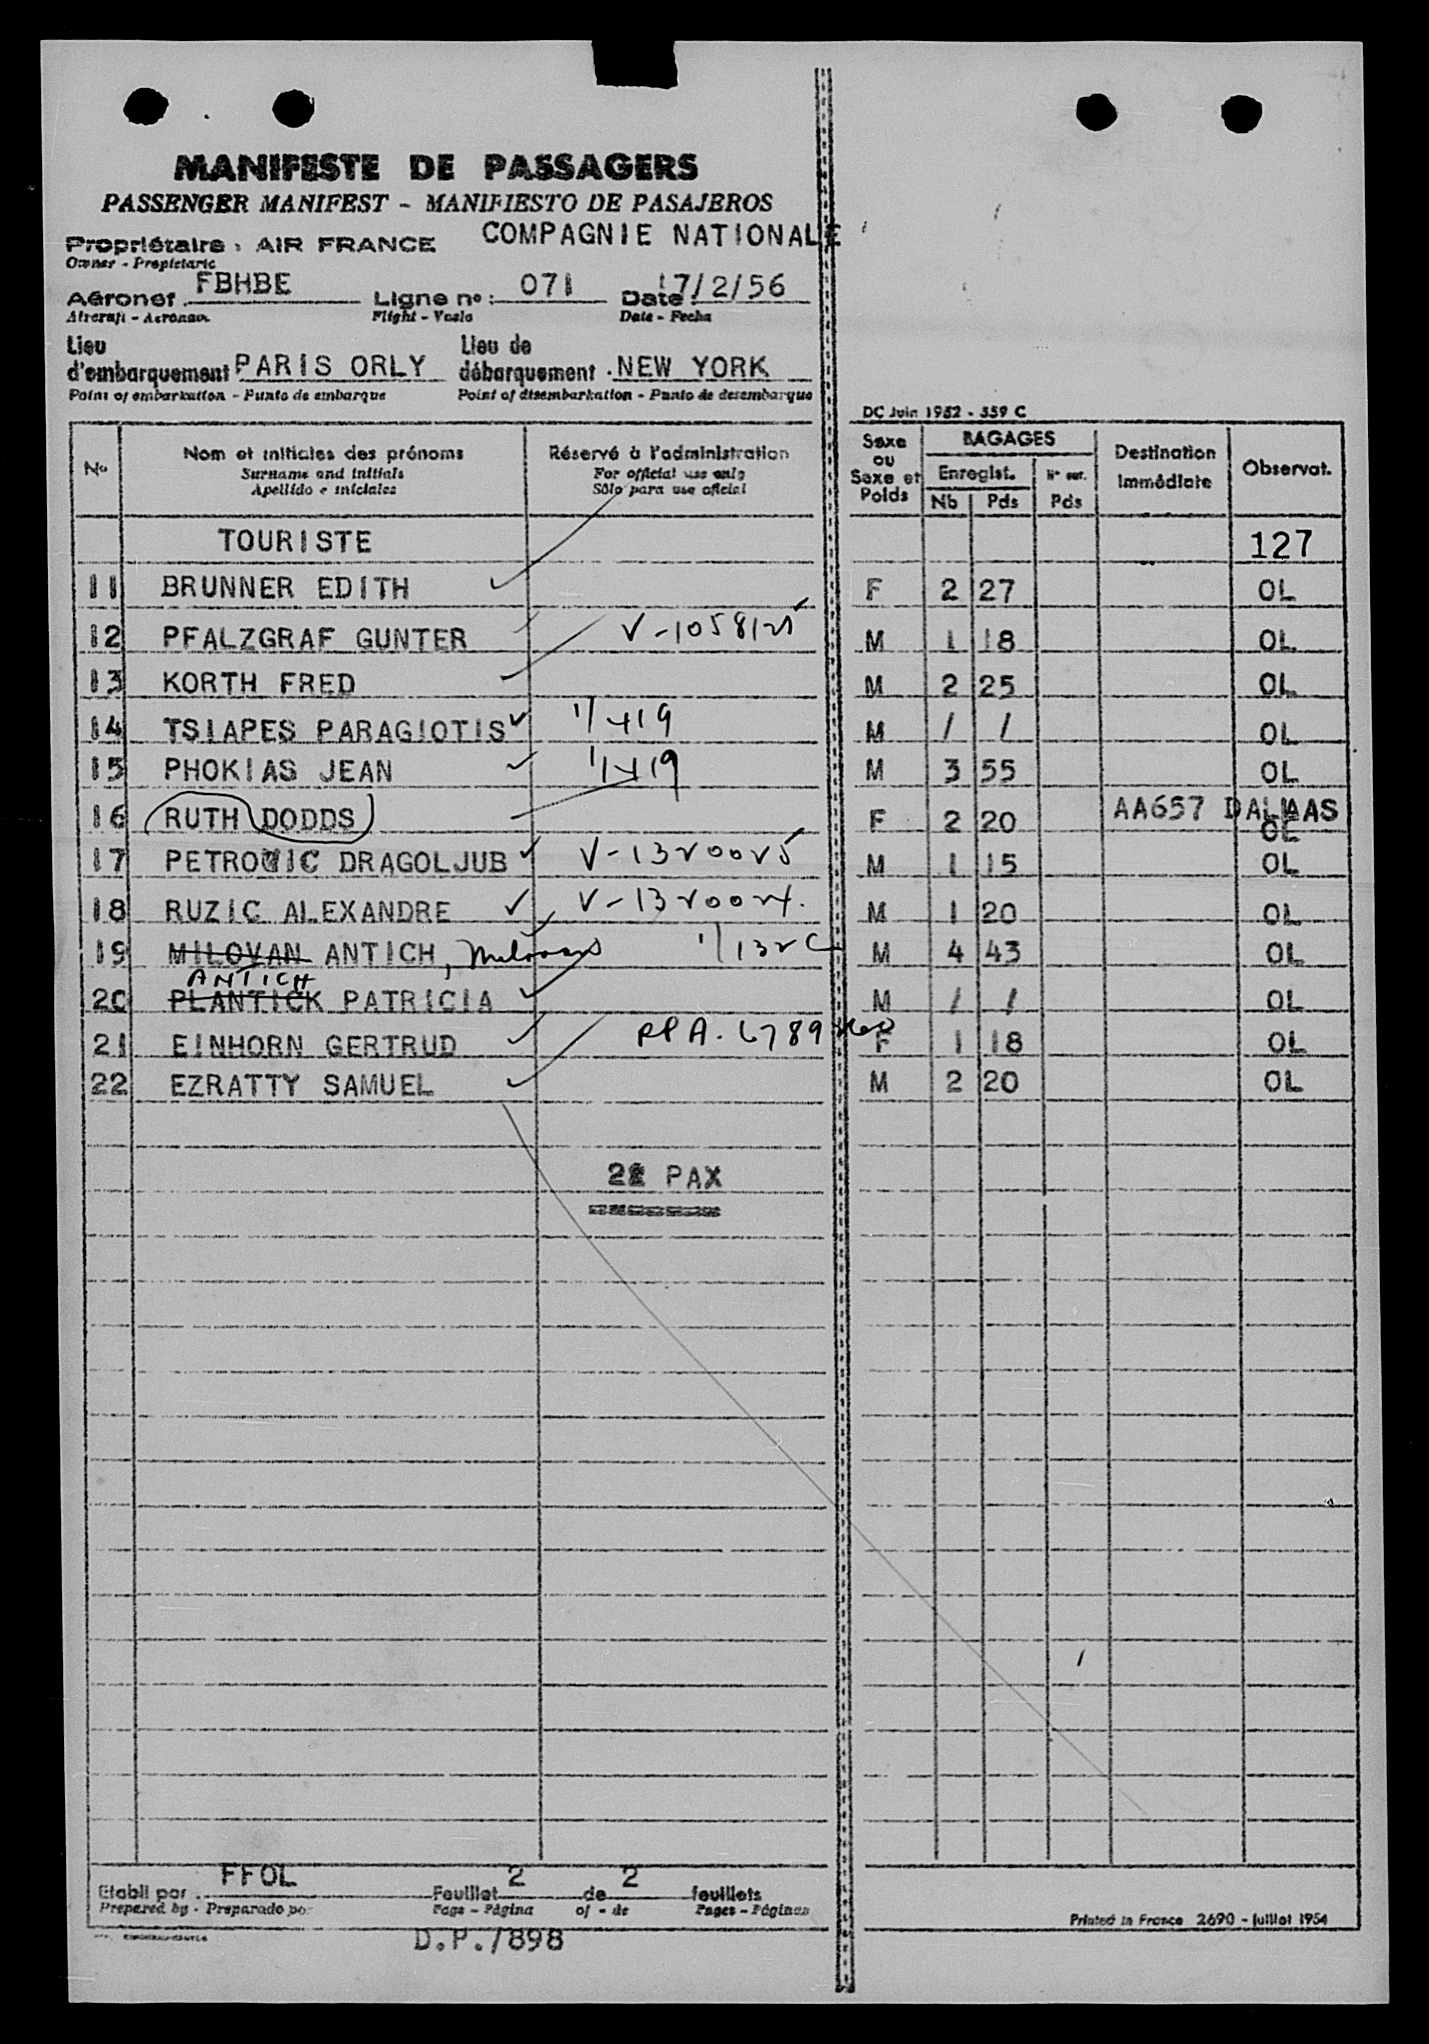 MANIFESTE DE PASSAGERS
PASSENGER MANIFEST - MANIFIESTO DE PASAJEROS
Propriétaire : AIR FRANCE COMPAGNIE NATIONALE
Owner - Propietario
Aéronef FBHBE Ligne nº : 071 Date : 17/2/56
Aircraft - Aeronave Flight - Vuelo Date - Fecha
Lieu d'embarquement PARIS ORLY Lieu de débarquement NEW YORK
Point of embarkation - Punto de embarque Point of disembarkation - Punto de desembarque
DC Juin 1952 - 359 C
Nº Nom et initiales des prénoms Réservé à l'administration Sexe ou Sexe et Poids BAGAGES Enregist. Nb Pds Pds Destination immédiate Observat.
Surname and initials For official use only
Apellido e iniciales Sólo para uso oficial
TOURISTE 127
11 BRUNNER EDITH F 2 27 OL
12 PFALZGRAF GUNTER V-1058125 M 1 18 OL
13 KORTH FRED M 2 25 OL
14 TSIAPES PARAGIOTIS M / / OL
15 PHOKIAS JEAN M 3 55 OL
16 RUTH DODDS F 2 20 AA657 DALLAS OL
17 PETROVIC DRAGOLJUB V-1320025 M 1 15 OL
18 RUZIC ALEXANDRE V-1320024. M 1 20 OL
19 MILOVAN ANTICH, Milovan M 4 43 OL
ANTICH
20 PLANTICK PATRICIA M / / OL
21 EINHORN GERTRUD F 1 18 OL
22 EZRATTY SAMUEL M 2 20 OL
22 PAX
Etabli par FFOL Feuillet 2 de 2 feuillets
Prepared by - Preparado por Page - Página of - de Pages - Páginas
Printed in France 2690 - juillet 1954
D.P./898